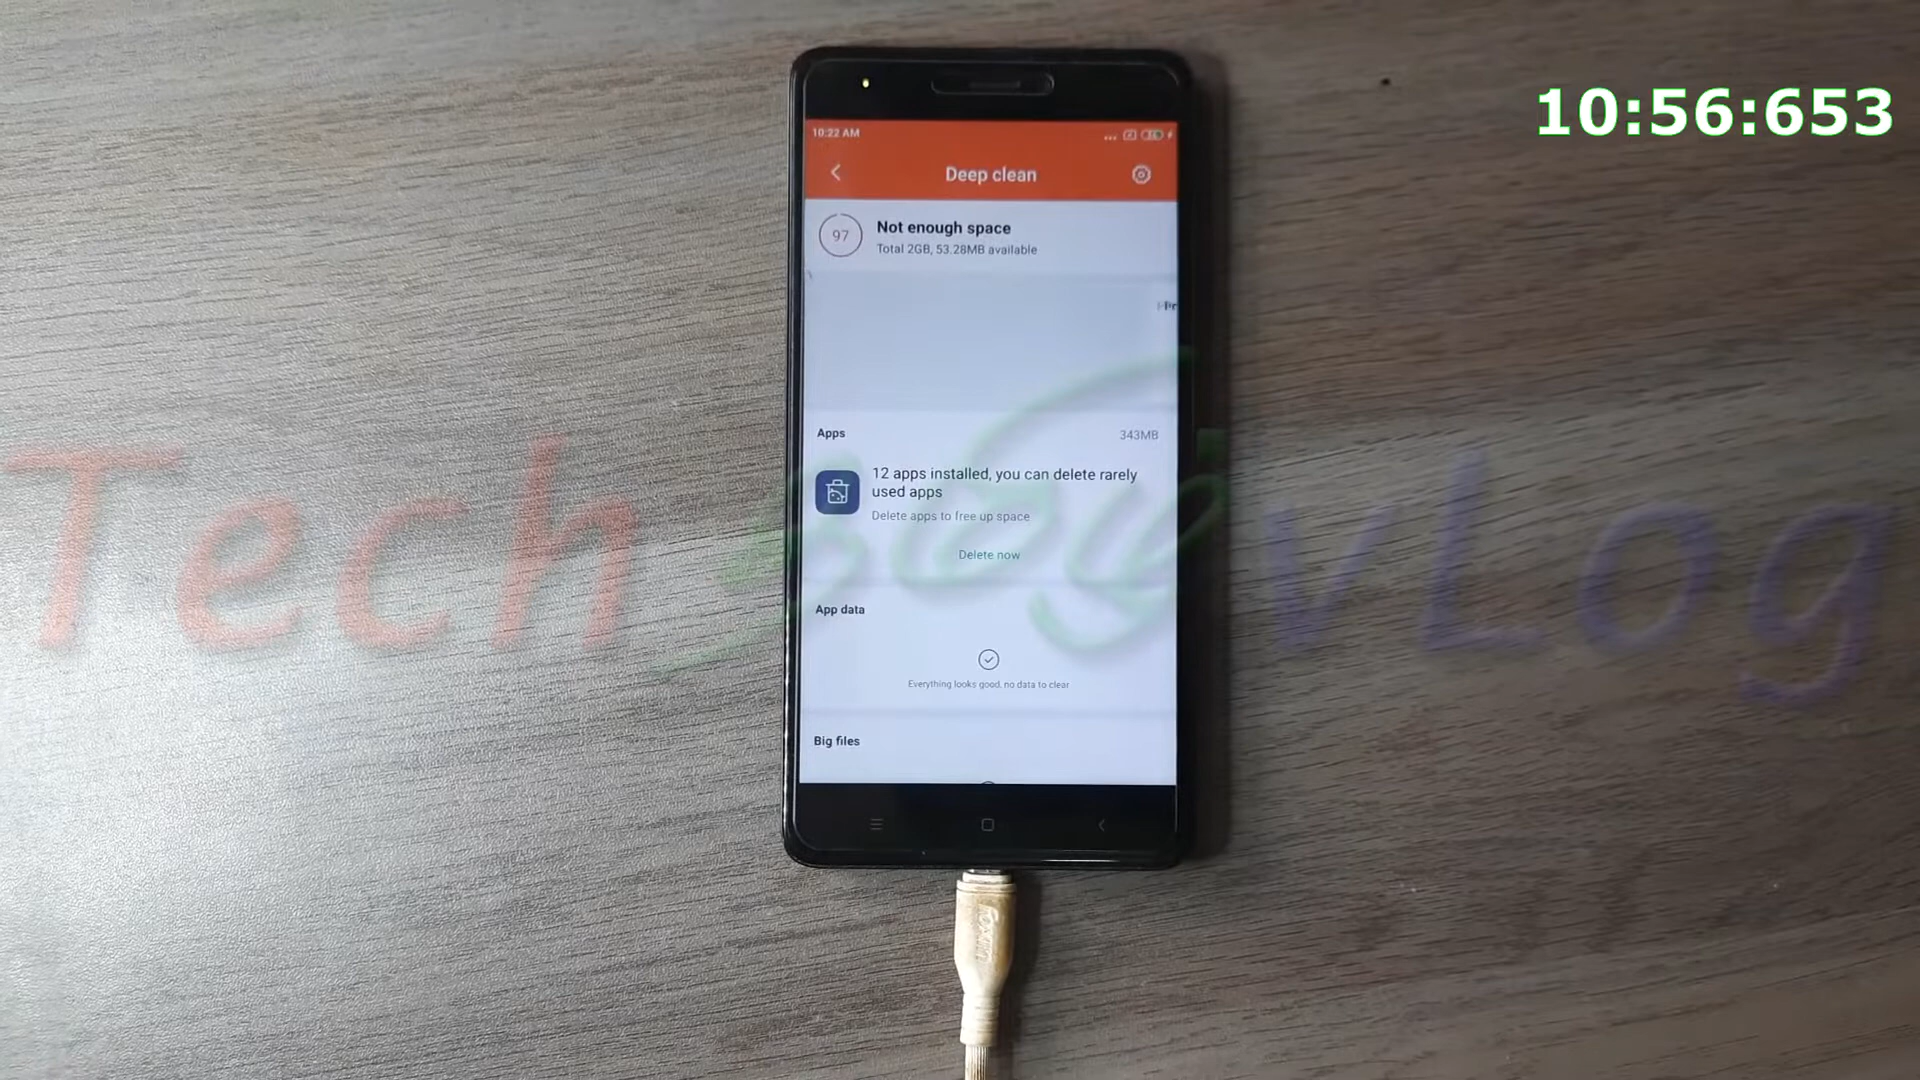 10:56:653
10:22 AM
Deep clean
97
Not enough space
Total 2GB, 53.28MB available
Apps
343MB
12 apps installed, you can delete rarely
used apps
Delete apps to free up space
Delete now
App data
Everything looks good, no data to clear
Big files
Tech Boy vLog